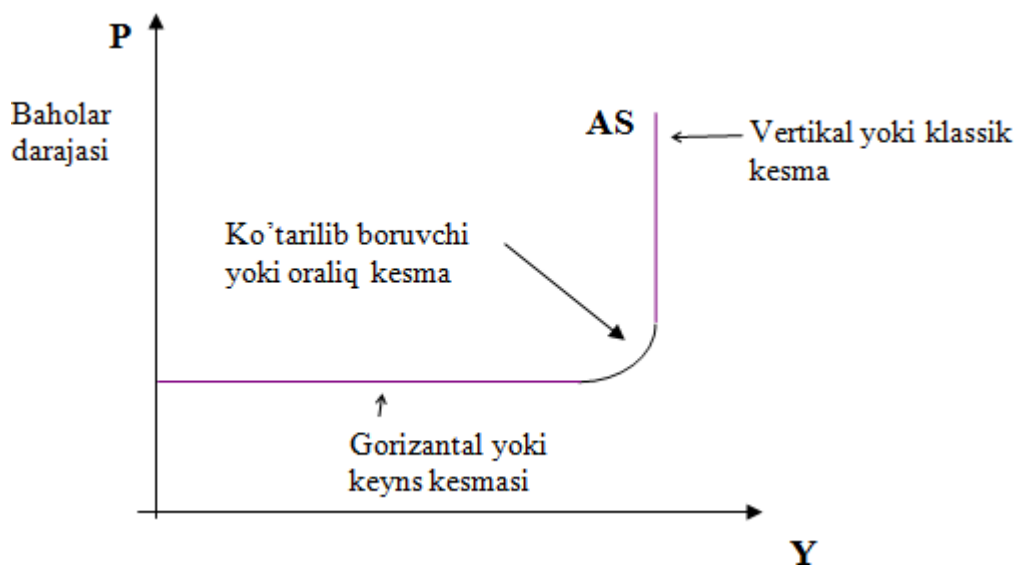 P
Baholar
darajasi
AS
Vertikal yoki klassik
kesma
Ko’tarilib boruvchi
yoki oraliq kesma
Gorizantal yoki
keyns kesmasi
Y